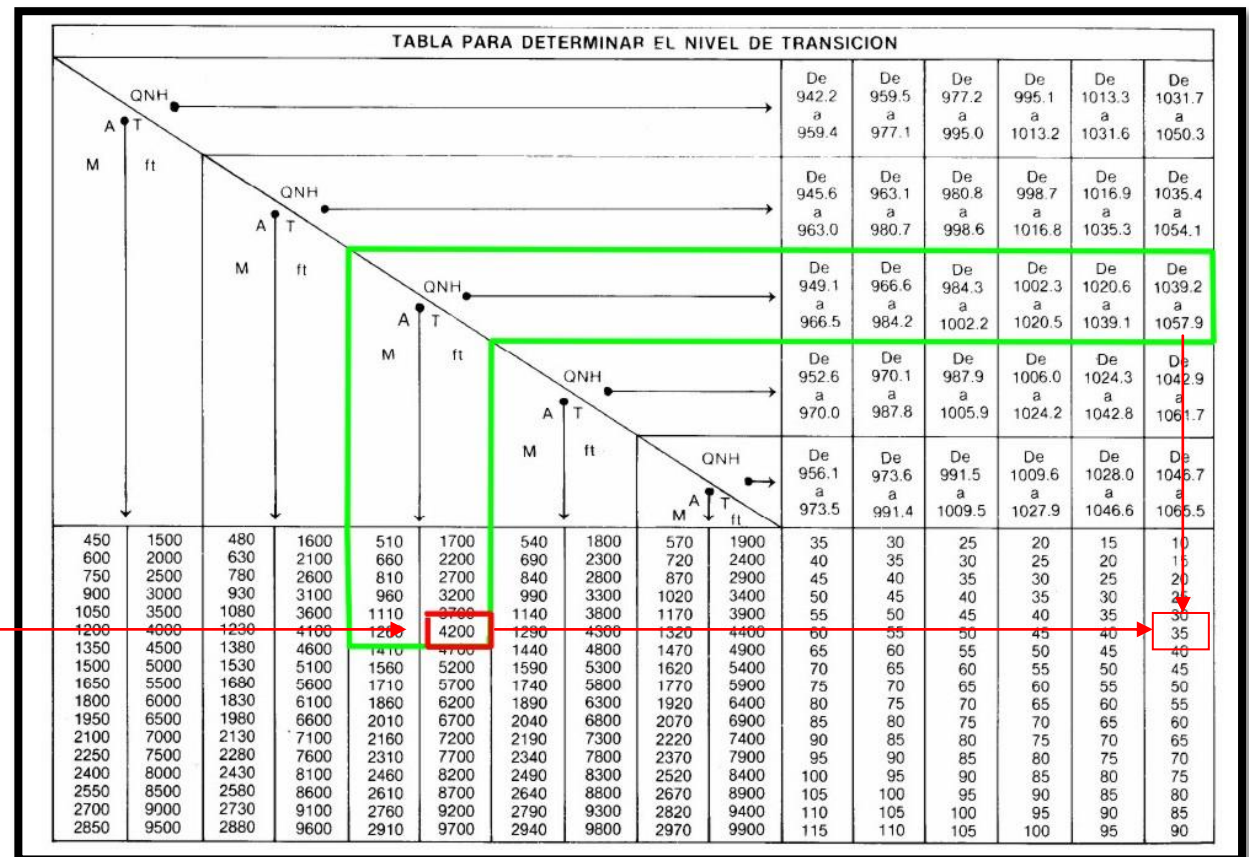 TABLA PARA DETERMINAR EL NIVEL DE TRANSICION
De De De De De De
QNH 942.2 959.5 977.2 995.1 1013.3 1031.7
a a a a a a
A T 959.4 977.1 995.0 1013.2 1031.6 1050.3
M ft
De De De De De De
QNH 945.6 963.1 980.8 998.7 1016.9 1035.4
a a a a a a
A T 963.0 980.7 998.6 1016.8 1035.3 1054.1
M ft
De De De De De De
QNH 949.1 966.6 984.3 1002.3 1020.6 1039.2
a a a a a a
A T 966.5 984.2 1002.2 1020.5 1039.1 1057.9
M ft
De De De De De De
QNH 952.6 970.1 987.9 1006.0 1024.3 1042.9
a a a a a a
A T 970.0 987.8 1005.9 1024.2 1042.8 1061.7
M ft
De De De De De De
QNH 956.1 973.6 991.5 1009.6 1028.0 1046.7
a a a a a a
A T 973.5 991.4 1009.5 1027.9 1046.6 1065.5
M ft
450 1500 480 1600 510 1700 540 1800 570 1900 35 30 25 20 15 10
600 2000 630 2100 660 2200 690 2300 720 2400 40 35 30 25 20 15
750 2500 780 2600 810 2700 840 2800 870 2900 45 40 35 30 25 20
900 3000 930 3100 960 3200 990 3300 1020 3400 50 45 40 35 30 25
1050 3500 1080 3600 1110 3700 1140 3800 1170 3900 55 50 45 40 35 30
1200 4000 1230 4100 1260 4200 1290 4300 1320 4400 60 55 50 45 40 35
1350 4500 1380 4600 1410 4700 1440 4800 1470 4900 65 60 55 50 45 40
1500 5000 1530 5100 1560 5200 1590 5300 1620 5400 70 65 60 55 50 45
1650 5500 1680 5600 1710 5700 1740 5800 1770 5900 75 70 65 60 55 50
1800 6000 1830 6100 1860 6200 1890 6300 1920 6400 80 75 70 65 60 55
1950 6500 1980 6600 2010 6700 2040 6800 2070 6900 85 80 75 70 65 60
2100 7000 2130 7100 2160 7200 2190 7300 2220 7400 90 85 80 75 70 65
2250 7500 2280 7600 2310 7700 2340 7800 2370 7900 95 90 85 80 75 70
2400 8000 2430 8100 2460 8200 2490 8300 2520 8400 100 95 90 85 80 75
2550 8500 2580 8600 2610 8700 2640 8800 2670 8900 105 100 95 90 85 80
2700 9000 2730 9100 2760 9200 2790 9300 2820 9400 110 105 100 95 90 85
2850 9500 2880 9600 2910 9700 2940 9800 2970 9900 115 110 105 100 95 90